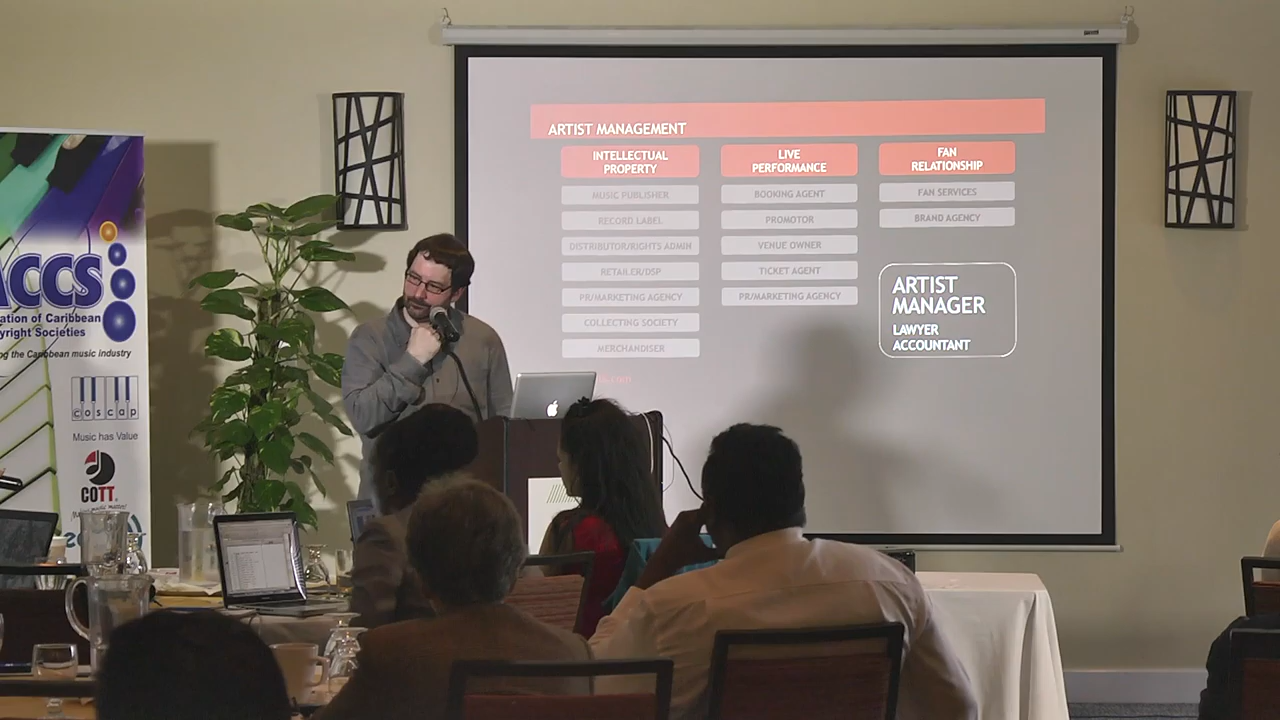 ARTIST MANAGEMENT
INTELLECTUAL
PROPERTY
MUSIC PUBLISHER
RECORD LABEL
DISTRIBUTOR/RIGHTS ADMIN
RETAILER/DSP
PR/MARKETING AGENCY
COLLECTING SOCIETY
MERCHANDISER
LIVE
PERFORMANCE
BOOKING AGENT
PROMOTOR
VENUE OWNER
TICKET AGENT
PR/MARKETING AGENCY
FAN
RELATIONSHIP
FAN SERVICES
BRAND AGENCY
ARTIST
MANAGER
LAWYER
ACCOUNTANT
ACCS
ation of Caribbean
yright Societies
ng the Caribbean music industry
coscap
Music has Value
COTT